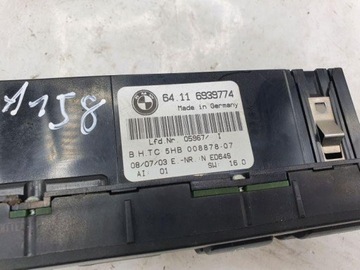 A158
64.11 6939774
Made in Germany
Lfd Nr 05967/ 1
B H T C 5HB 008878-07
08/07/03 E.-NR :N ED64S
AI: 01 SW: 16.0